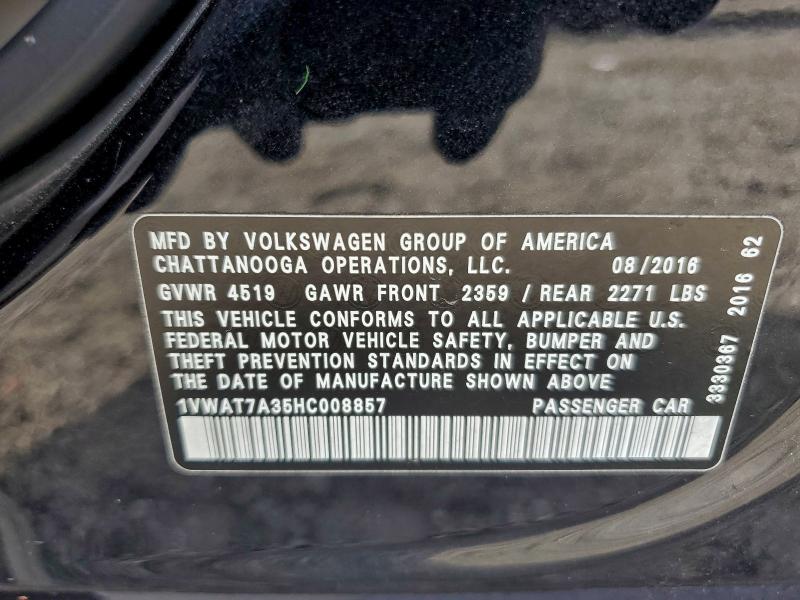 MFD BY VOLKSWAGEN GROUP OF AMERICA
CHATTANOOGA OPERATIONS, LLC. 08/2016
GVWR 4519 GAWR FRONT 2359 / REAR 2271 LBS
THIS VEHICLE CONFORMS TO ALL APPLICABLE U.S.
FEDERAL MOTOR VEHICLE SAFETY, BUMPER AND
THEFT PREVENTION STANDARDS IN EFFECT ON
THE DATE OF MANUFACTURE SHOWN ABOVE
1VWAT7A35HC008857 PASSENGER CAR
3330367 2016 62